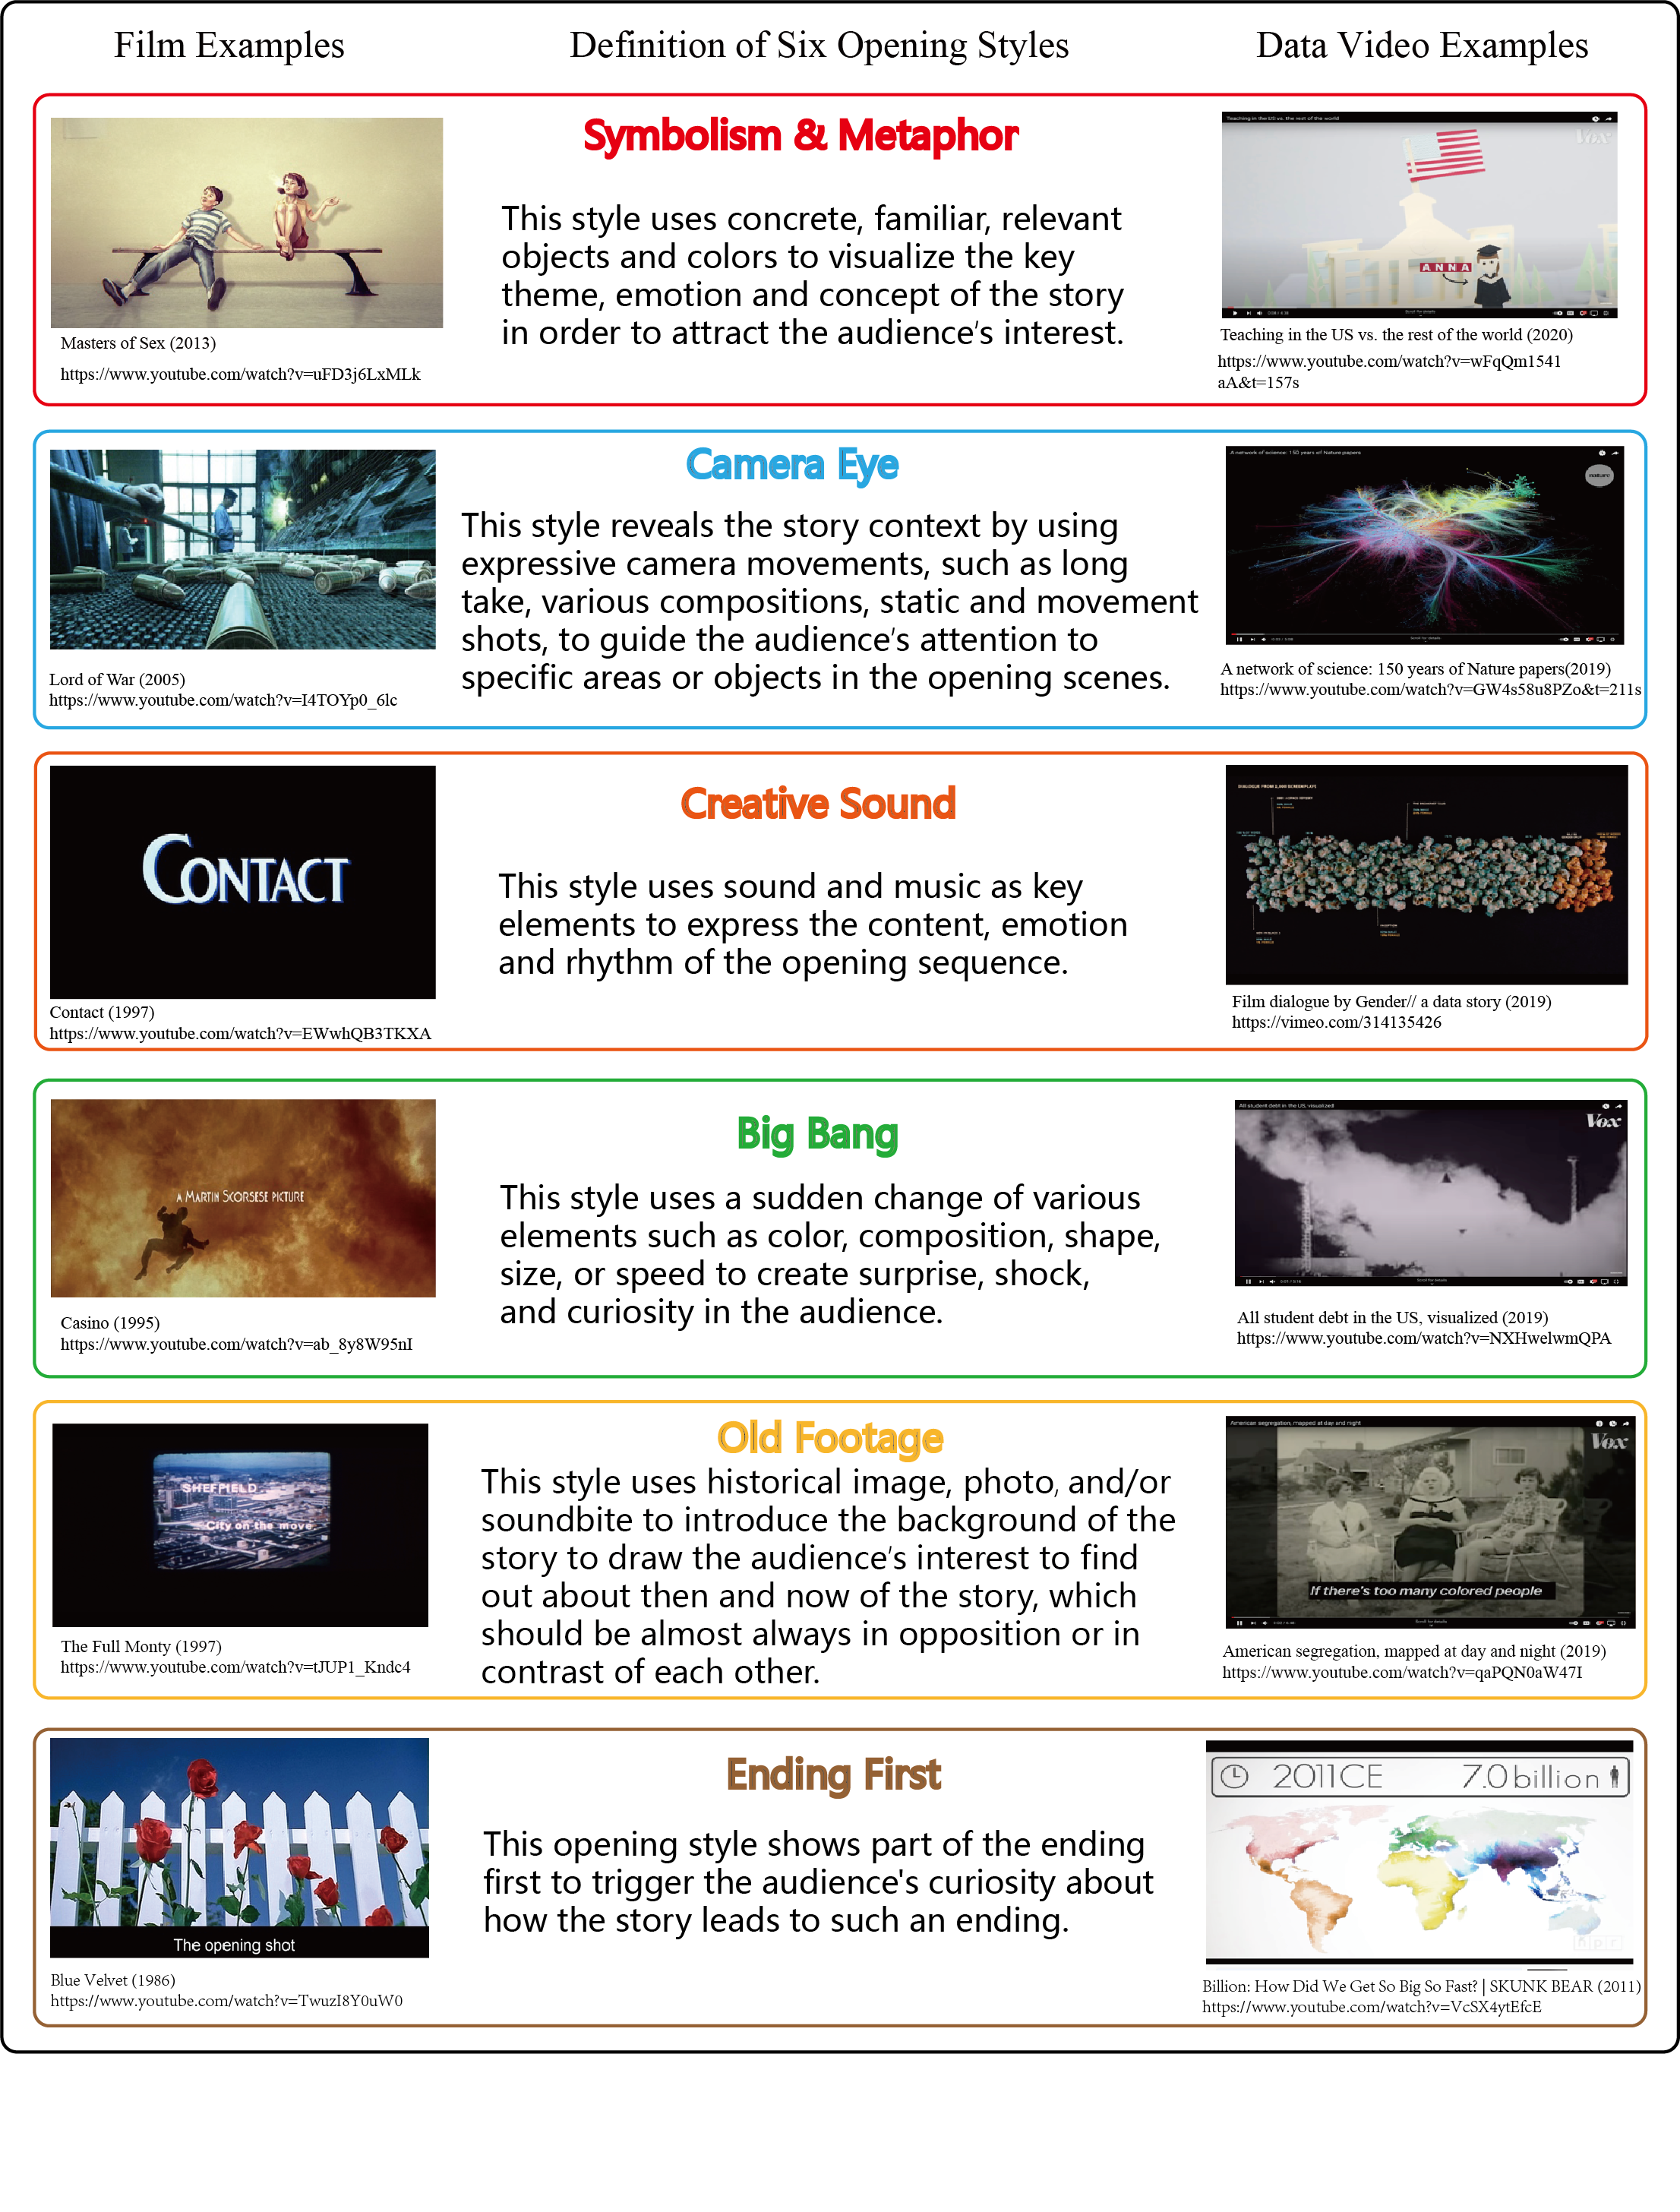 Film Examples
Definition of Six Opening Styles
Data Video Examples
Symbolism & Metaphor
This style uses concrete, familiar, relevant
objects and colors to visualize the key
theme, emotion and concept of the story
in order to attract the audience's interest.
Masters of Sex (2013)
https://www.youtube.com/watch?v=uFD3j6LxMLk
Teaching in the US vs. the rest of the world
Vox
ANNA
Teaching in the US vs. the rest of the world (2020)
https://www.youtube.com/watch?v=wFqQm1541
aA&t=157s
Camera Eye
This style reveals the story context by using
expressive camera movements, such as long
take, various compositions, static and movement
shots, to guide the audience's attention to
specific areas or objects in the opening scenes.
Lord of War (2005)
https://www.youtube.com/watch?v=I4TOYp0_6lc
A network of science: 150 years of Nature papers
nature
A network of science: 150 years of Nature papers(2019)
https://www.youtube.com/watch?v=GW4s58u8PZo&t=211s
Creative Sound
This style uses sound and music as key
elements to express the content, emotion
and rhythm of the opening sequence.
CONTACT
Contact (1997)
https://www.youtube.com/watch?v=EWwhQB3TKXA
DIALOGUE FROM 2,000 SCREENPLAYS
Film dialogue by Gender// a data story (2019)
https://vimeo.com/314135426
Big Bang
This style uses a sudden change of various
elements such as color, composition, shape,
size, or speed to create surprise, shock,
and curiosity in the audience.
A MARTIN SCORSESE PICTURE
Casino (1995)
https://www.youtube.com/watch?v=ab_8y8W95nI
All student debt in the US, visualized
Vox
All student debt in the US, visualized (2019)
https://www.youtube.com/watch?v=NXHwelwmQPA
Old Footage
This style uses historical image, photo, and/or
soundbite to introduce the background of the
story to draw the audience's interest to find
out about then and now of the story, which
should be almost always in opposition or in
contrast of each other.
SHEFFIELD
City on the move
The Full Monty (1997)
https://www.youtube.com/watch?v=tJUP1_Kndc4
American segregation, mapped at day and night
Vox
If there's too many colored people
American segregation, mapped at day and night (2019)
https://www.youtube.com/watch?v=qaPQN0aW47I
Ending First
This opening style shows part of the ending
first to trigger the audience's curiosity about
how the story leads to such an ending.
The opening shot
Blue Velvet (1986)
https://www.youtube.com/watch?v=TwuzI8Y0uW0
2011CE 7.0 billion
npr
Billion: How Did We Get So Big So Fast? | SKUNK BEAR (2011)
https://www.youtube.com/watch?v=VcSX4ytEfcE